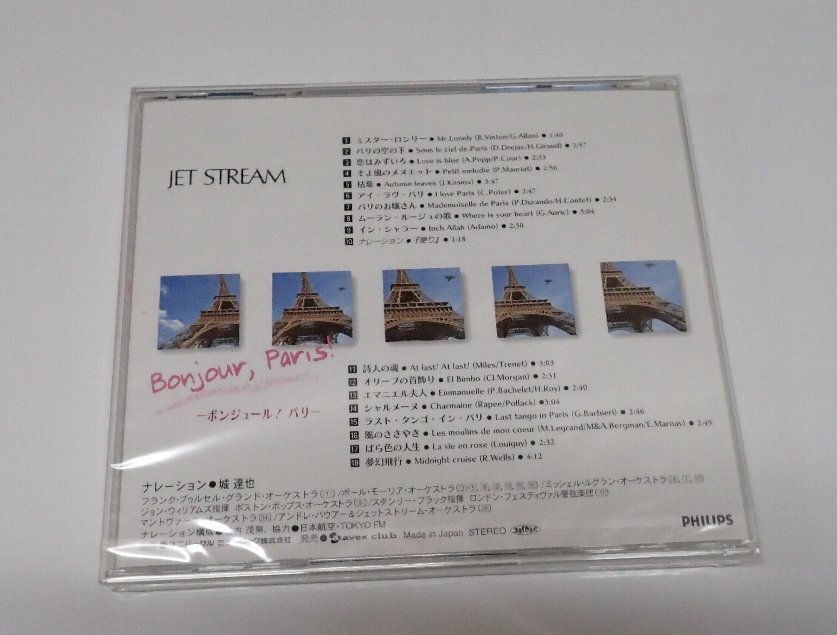 JET STREAM
1 ミスター・ロンリー ● Mr.Lonely (B.Vinton/G.Allan) ● 1:40
2 パリの空の下 ● Sous le ciel de Paris (D.Drejac/H.Giraud) ● 2:57
3 恋はみずいろ ● Love is blue (A.Popp/P.Cour) ● 2:33
4 そよ風のメヌエット ● Petit melodie (P.Mauriat) ● 2:56
5 枯葉 ● Autumn leaves (J.Kosma) ● 3:47
6 アイ・ラヴ・パリ ● I love Paris (C.Poter) ● 2:47
7 パリのお嬢さん ● Mademoiselle de Paris (P.Dorando/H.Contet) ● 2:34
8 ムーラン・ルージュの歌 ● Where is your heart (G.Auric) ● 3:04
9 イン・シャラー ● Inch Allah (Adamo) ● 2:50
10 ナレーション ● 『便り』 ● 1:18
Bonjour, Paris!
―ボンジュール! パリ―
11 詩人の魂 ● At last! At last! (Miles/Trenet) ● 3:03
12 オリーブの首飾り ● El Bimbo (C.Morgan) ● 2:31
13 エマニエル夫人 ● Emmanuelle (P.Bachelet/H.Roy) ● 2:40
14 シャルメーヌ ● Charmaine (Rapee/Pollack) ● 3:04
15 ラスト・タンゴ・イン・パリ ● Last tango in Paris (G.Barbieri) ● 2:46
16 風のささやき ● Les moulins de mon coeur (M.Legrand/M&A.Bergman/E.Marnay) ● 2:49
17 ばら色の人生 ● La vie en rose (Louiguy) ● 2:32
18 夢幻飛行 ● Midnight cruise (R.Wells) ● 4:12
ナレーション ● 城 達也
フランク・プゥルセル・グランド・オーケストラ(1)/ポール・モーリア・オーケストラ/ミッシェル・ルグラン・オーケストラ
ジョン・ウィリアムズ指揮 ボストン・ポップス・オーケストラ/スタンリー・ブラック指揮 ロンドン・フェスティヴァル管弦楽団
マントヴァーニ・オーケストラ/アンドレ・バウアー&ジェットストリーム・オーケストラ
ナレーション構成 ● 茂実, 協力 ● 日本航空・TOKYO FM
株式会社 発売 ● avex club Made in Japan STEREO
PHILIPS